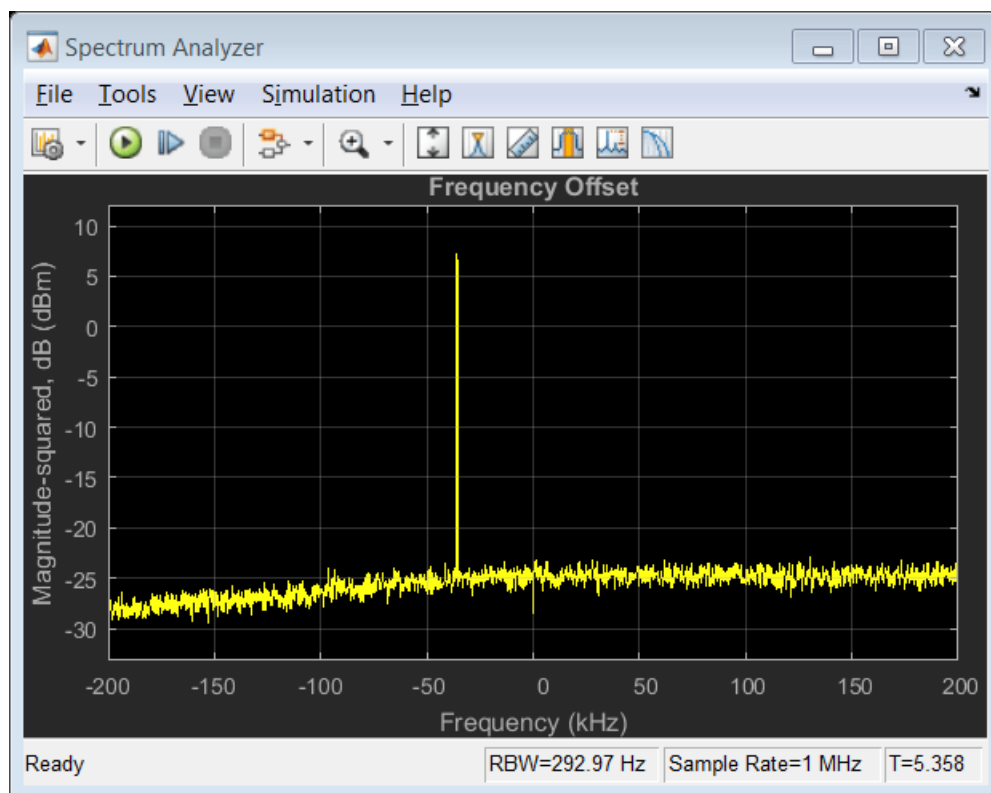 Spectrum Analyzer
File Tools View Simulation Help
Frequency Offset
Magnitude-squared, dB (dBm)
10
5
0
-5
-10
-15
-20
-25
-30
-200 -150 -100 -50 0 50 100 150 200
Frequency (kHz)
Ready RBW=292.97 Hz Sample Rate=1 MHz T=5.358